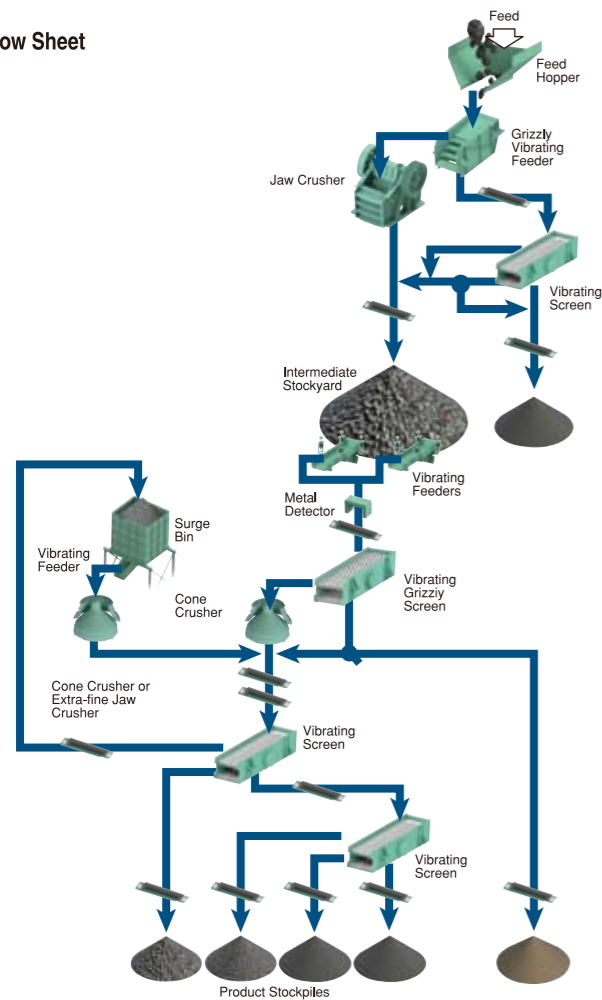 ow Sheet
Feed
Feed
Hopper
Grizzly
Vibrating
Feeder
Jaw Crusher
Vibrating
Screen
Intermediate
Stockyard
Metal
Detector
Vibrating
Feeders
Surge
Bin
Vibrating
Feeder
Cone
Crusher
Vibrating
Grizziy
Screen
Cone Crusher or
Extra-fine Jaw
Crusher
Vibrating
Screen
Vibrating
Screen
Product Stockpiles